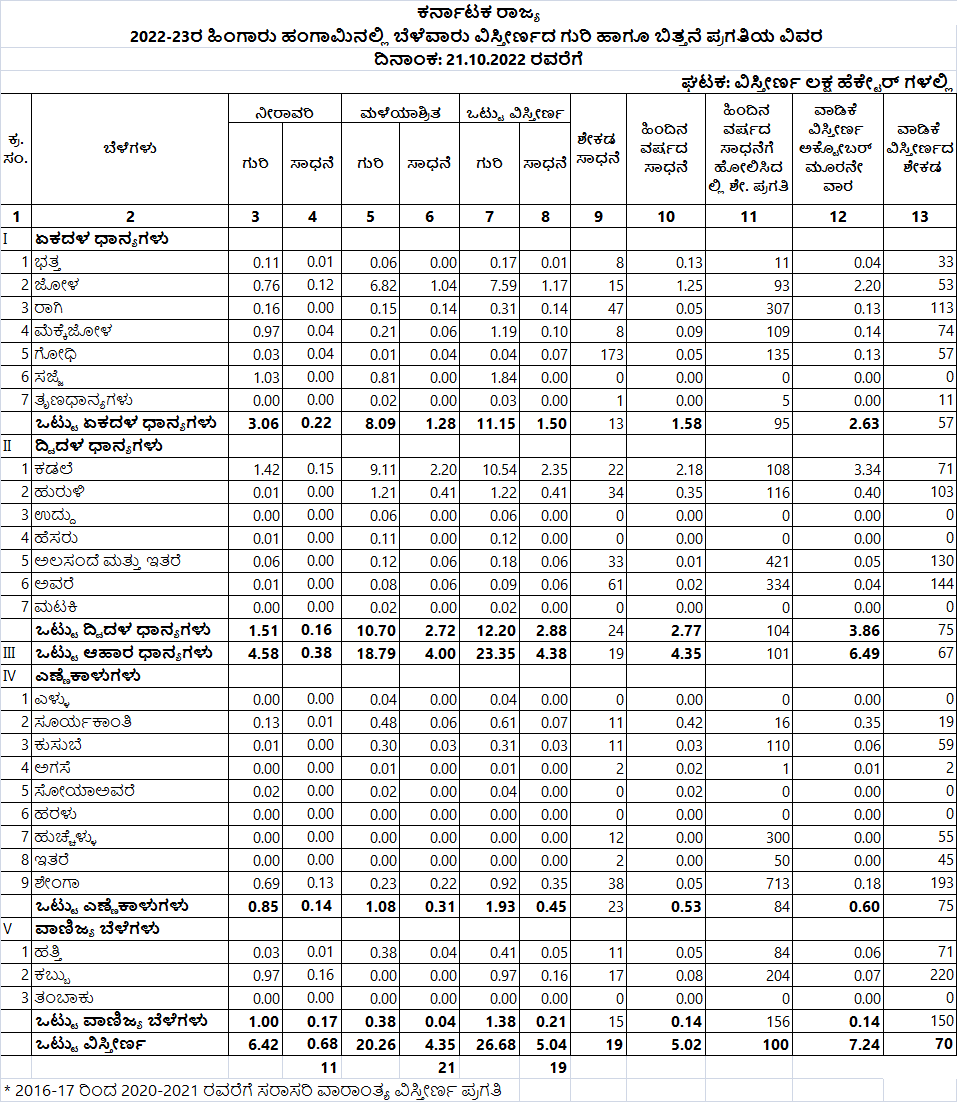 ಕರ್ನಾಟಕ ರಾಜ್ಯ
2022-23ರ ಹಿಂಗಾರು ಹಂಗಾಮಿನಲ್ಲಿ ಬೆಳೆವಾರು ವಿಸ್ತೀರ್ಣದ ಗುರಿ ಹಾಗೂ ಬಿತ್ತನೆ ಪ್ರಗತಿಯ ವಿವರ
ದಿನಾಂಕ: 21.10.2022 ರವರೆಗೆ
ಘಟಕ: ವಿಸ್ತೀರ್ಣ ಲಕ್ಷ ಹೆಕ್ಟೇರ್ ಗಳಲ್ಲಿ
ಕ್ರ. ಸಂ. ಬೆಳೆಗಳು ನೀರಾವರಿ ಮಳೆಯಾಶ್ರಿತ ಒಟ್ಟು ವಿಸ್ತೀರ್ಣ ಶೇಕಡ ಸಾಧನೆ ಹಿಂದಿನ ವರ್ಷದ ಸಾಧನೆ ಹಿಂದಿನ ವರ್ಷದ ಸಾಧನೆಗೆ ಹೋಲಿಸಿದಲ್ಲಿ ಶೇ. ಪ್ರಗತಿ ವಾಡಿಕೆ ವಿಸ್ತೀರ್ಣ ಅಕ್ಟೋಬರ್ ಮೂರನೇ ವಾರ ವಾಡಿಕೆ ವಿಸ್ತೀರ್ಣದ ಶೇಕಡ
ಗುರಿ ಸಾಧನೆ ಗುರಿ ಸಾಧನೆ ಗುರಿ ಸಾಧನೆ
1 2 3 4 5 6 7 8 9 10 11 12 13
I ಏಕದಳ ಧಾನ್ಯಗಳು
1 ಭತ್ತ 0.11 0.01 0.06 0.00 0.17 0.01 8 0.13 11 0.04 33
2 ಜೋಳ 0.76 0.12 6.82 1.04 7.59 1.17 15 1.25 93 2.20 53
3 ರಾಗಿ 0.16 0.00 0.15 0.14 0.31 0.14 47 0.05 307 0.13 113
4 ಮೆಕ್ಕೆಜೋಳ 0.97 0.04 0.21 0.06 1.19 0.10 8 0.09 109 0.14 74
5 ಗೋಧಿ 0.03 0.04 0.01 0.04 0.04 0.07 173 0.05 135 0.13 57
6 ಸಜ್ಜೆ 1.03 0.00 0.81 0.00 1.84 0.00 0 0.00 0 0.00 0
7 ತೃಣಧಾನ್ಯಗಳು 0.00 0.00 0.02 0.00 0.03 0.00 1 0.00 5 0.00 11
ಒಟ್ಟು ಏಕದಳ ಧಾನ್ಯಗಳು 3.06 0.22 8.09 1.28 11.15 1.50 13 1.58 95 2.63 57
II ದ್ವಿದಳ ಧಾನ್ಯಗಳು
1 ಕಡಲೆ 1.42 0.15 9.11 2.20 10.54 2.35 22 2.18 108 3.34 71
2 ಹುರುಳಿ 0.01 0.00 1.21 0.41 1.22 0.41 34 0.35 116 0.40 103
3 ಉದ್ದು 0.00 0.00 0.06 0.00 0.06 0.00 0 0.00 0 0.00 0
4 ಹೆಸರು 0.01 0.00 0.11 0.00 0.12 0.00 0 0.00 0 0.00 0
5 ಅಲಸಂದೆ ಮತ್ತು ಇತರೆ 0.06 0.00 0.12 0.06 0.18 0.06 33 0.01 421 0.05 130
6 ಅವರೆ 0.01 0.00 0.08 0.06 0.09 0.06 61 0.02 334 0.04 144
7 ಮಟಕಿ 0.00 0.00 0.02 0.00 0.02 0.00 0 0.00 0 0.00 0
ಒಟ್ಟು ದ್ವಿದಳ ಧಾನ್ಯಗಳು 1.51 0.16 10.70 2.72 12.20 2.88 24 2.77 104 3.86 75
III ಒಟ್ಟು ಆಹಾರ ಧಾನ್ಯಗಳು 4.58 0.38 18.79 4.00 23.35 4.38 19 4.35 101 6.49 67
IV ಎಣ್ಣೆಕಾಳುಗಳು
1 ಎಳ್ಳು 0.00 0.00 0.04 0.00 0.04 0.00 0 0.00 0 0.00 0
2 ಸೂರ್ಯಕಾಂತಿ 0.13 0.01 0.48 0.06 0.61 0.07 11 0.42 16 0.35 19
3 ಕುಸುಬೆ 0.01 0.00 0.30 0.03 0.31 0.03 11 0.03 110 0.06 59
4 ಅಗಸೆ 0.00 0.00 0.01 0.00 0.01 0.00 2 0.02 1 0.01 2
5 ಸೋಯಾಅವರೆ 0.02 0.00 0.02 0.00 0.04 0.00 0 0.02 0 0.00 0
6 ಹರಳು 0.00 0.00 0.00 0.00 0.00 0.00 0 0.00 0 0.00 0
7 ಹುಚ್ಚೆಳ್ಳು 0.00 0.00 0.00 0.00 0.00 0.00 12 0.00 300 0.00 55
8 ಇತರೆ 0.00 0.00 0.00 0.00 0.00 0.00 2 0.00 50 0.00 45
9 ಶೇಂಗಾ 0.69 0.13 0.23 0.22 0.92 0.35 38 0.05 713 0.18 193
ಒಟ್ಟು ಎಣ್ಣೆಕಾಳುಗಳು 0.85 0.14 1.08 0.31 1.93 0.45 23 0.53 84 0.60 75
V ವಾಣಿಜ್ಯ ಬೆಳೆಗಳು
1 ಹತ್ತಿ 0.03 0.01 0.38 0.04 0.41 0.05 11 0.05 84 0.06 71
2 ಕಬ್ಬು 0.97 0.16 0.00 0.00 0.97 0.16 17 0.08 204 0.07 220
3 ತಂಬಾಕು 0.00 0.00 0.00 0.00 0.00 0.00 0 0.00 0 0.00 0
ಒಟ್ಟು ವಾಣಿಜ್ಯ ಬೆಳೆಗಳು 1.00 0.17 0.38 0.04 1.38 0.21 15 0.14 156 0.14 150
ಒಟ್ಟು ವಿಸ್ತೀರ್ಣ 6.42 0.68 20.26 4.35 26.68 5.04 19 5.02 100 7.24 70
11 21 19
* 2016-17 ರಿಂದ 2020-2021 ರವರೆಗೆ ಸರಾಸರಿ ವಾರಾಂತ್ಯ ವಿಸ್ತೀರ್ಣ ಪ್ರಗತಿ